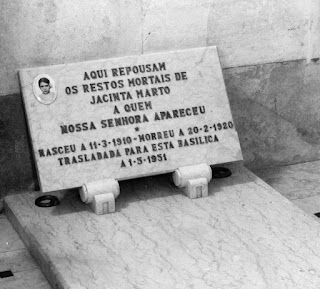 AQUI REPOUSAM
OS RESTOS MORTAIS DE
JACINTA MARTO
A QUEM
NOSSA SENHORA APARECEU
*
NASCEU A 11-3-1910-MORREU A 20-2-1920
TRASLADADA PARA ESTA BASILICA
A 1-5-1951